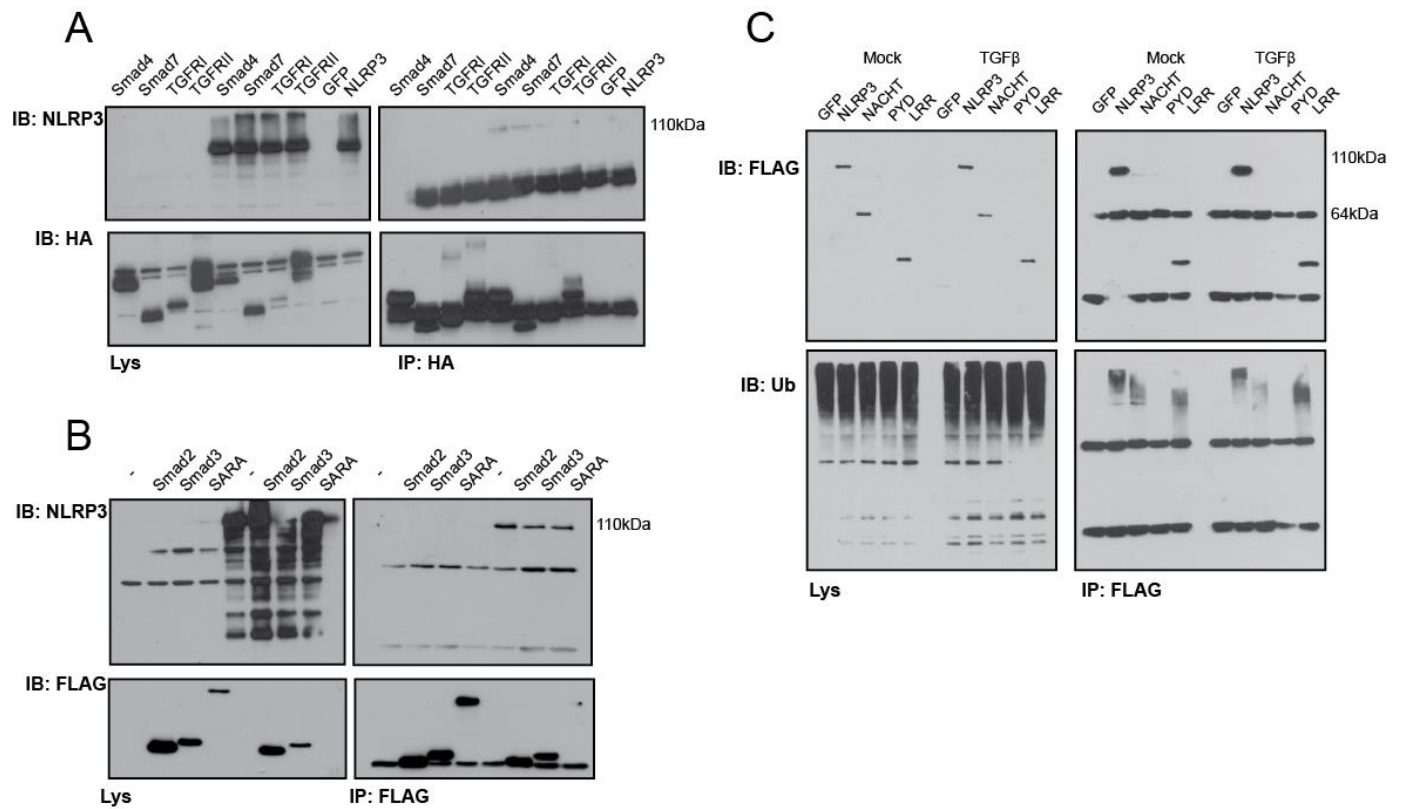 A
Smad4 Smad7 TGFRI TGFRII Smad4 Smad7 TGFRI TGFRII GFP NLRP3
Smad4 Smad7 TGFRI TGFRII Smad4 Smad7 TGFRI TGFRII GFP NLRP3
IB: NLRP3
110kDa
IB: HA
Lys
IP: HA
B
- Smad2 Smad3 SARA - Smad2 Smad3 SARA
- Smad2 Smad3 SARA - Smad2 Smad3 SARA
IB: NLRP3
110kDa
IB: FLAG
Lys
IP: FLAG
C
Mock TGFβ Mock TGFβ
GFP NLRP3 NACHT PYD LRR GFP NLRP3 NACHT PYD LRR
GFP NLRP3 NACHT PYD LRR GFP NLRP3 NACHT PYD LRR
IB: FLAG
110kDa
64kDa
IB: Ub
Lys
IP: FLAG